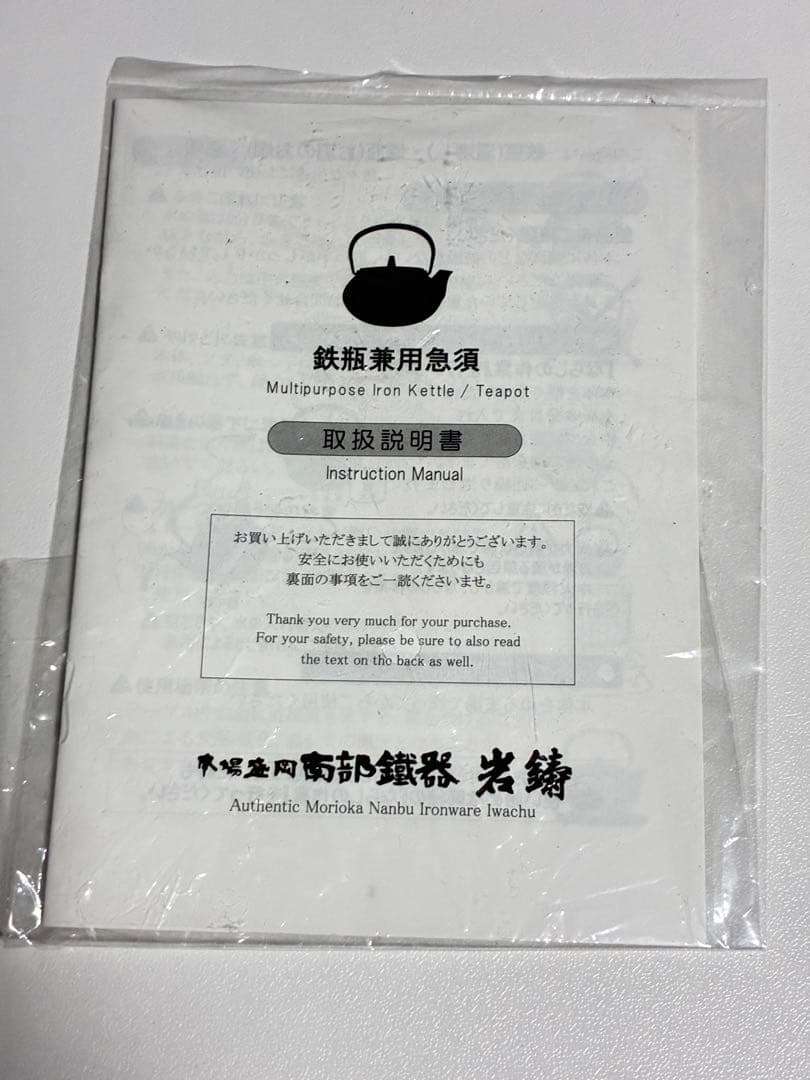 鉄瓶兼用急須
Multipurpose Iron Kettle / Teapot
取扱説明書
Instruction Manual
お買い上げいただきまして誠にありがとうございます。
安全にお使いいただくためにも
裏面の事項をご一読くださいませ。
Thank you very much for your purchase.
For your safety, please be sure to also read
the text on the back as well.
本場盛岡 南部鐵器 岩鑄
Authentic Morioka Nanbu Ironware Iwachu